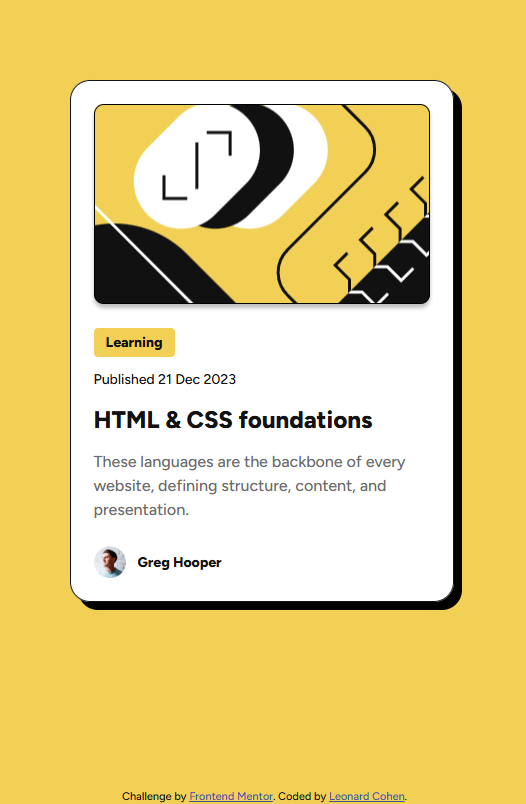 Learning
Published 21 Dec 2023
HTML & CSS foundations
These languages are the backbone of every
website, defining structure, content, and
presentation.
Greg Hooper
Challenge by Frontend Mentor. Coded by Leonard Cohen.